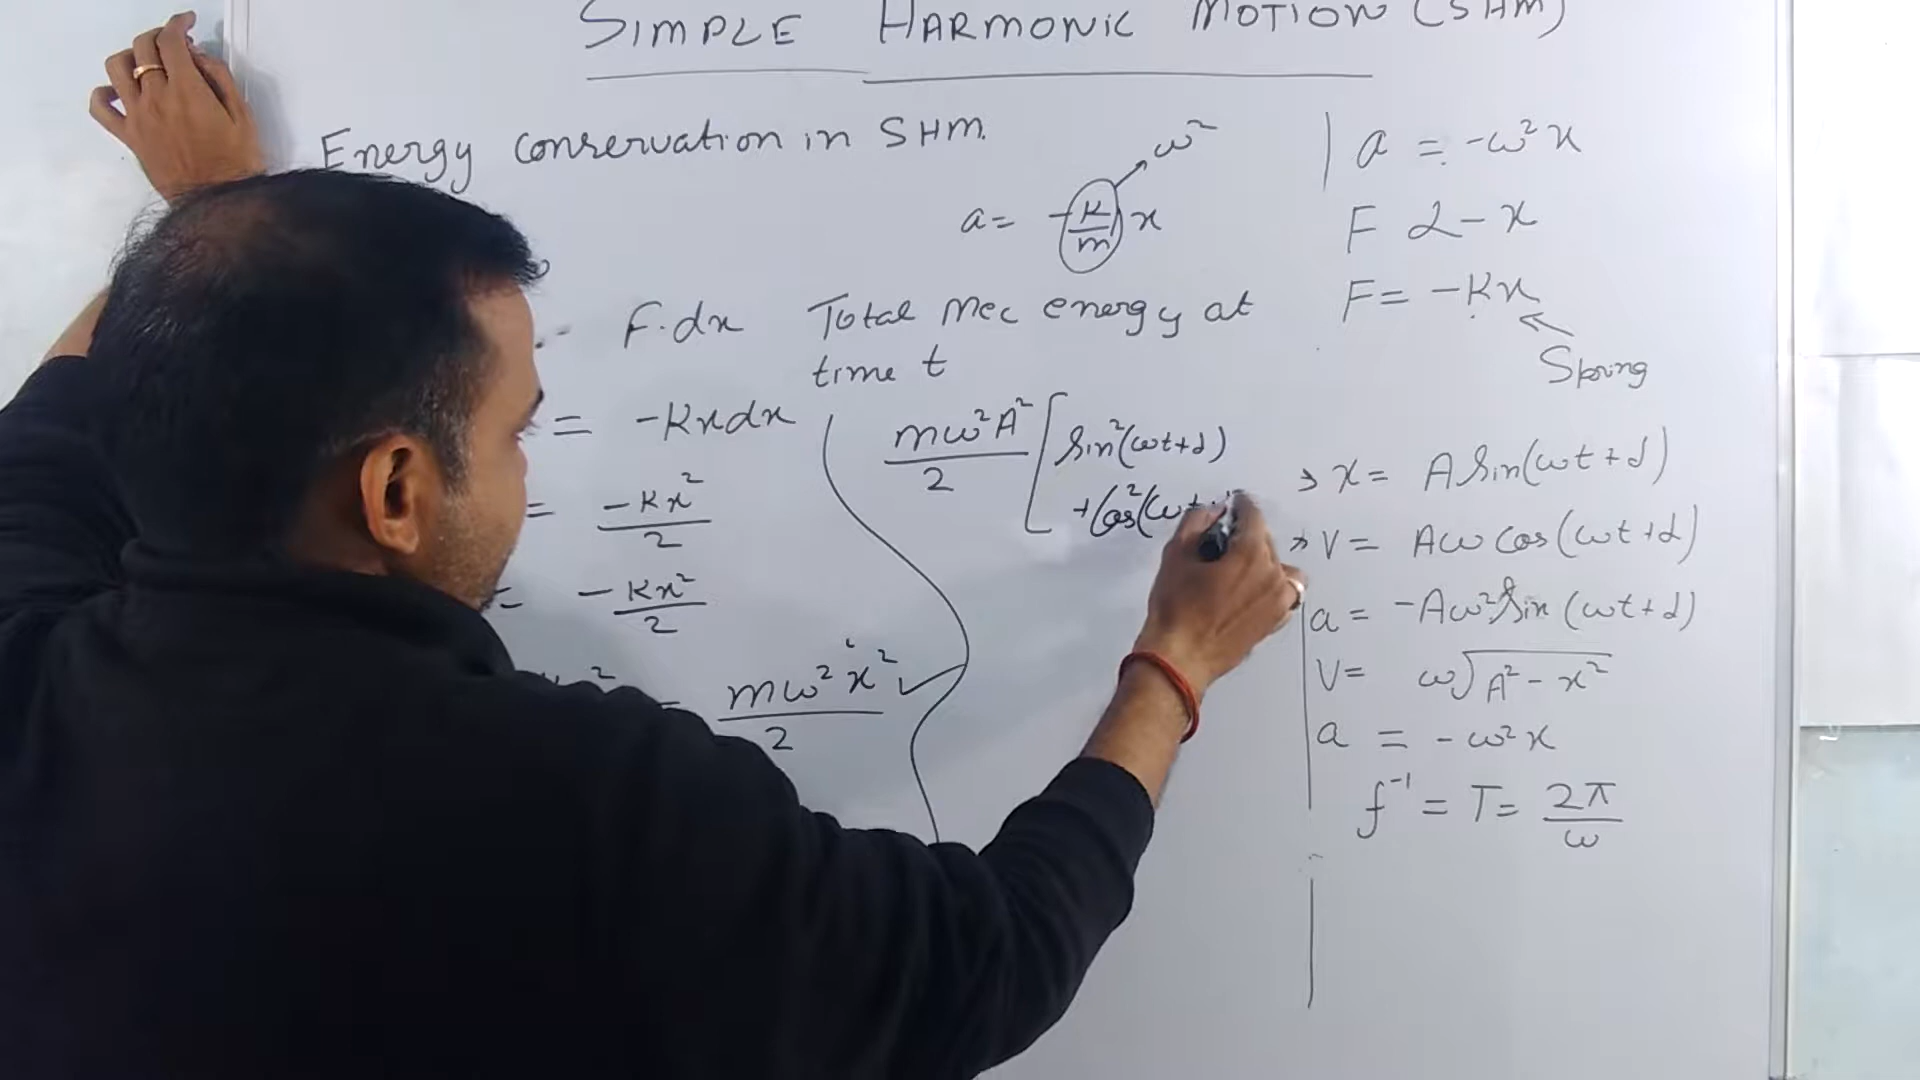 SIMPLE HARMONIC MOTION (SHM)
Energy conservation in SHM.
a = -K/m x → ω²
F.dx
= -Kxdx
= -Kx²/2
= -Kx²/2
= mω²x²/2
Total Mec energy at
time t
mω²A²/2 [sin²(ωt+d)
+Cos²(ωt
a = -ω²x
F α - x
F = -Kx
Spring
x = A Sin(ωt+d)
V = Aω Cos(ωt+d)
a = -Aω² Sin(ωt+d)
V = ω√A²-x²
a = -ω²x
f⁻¹ = T = 2π/ω